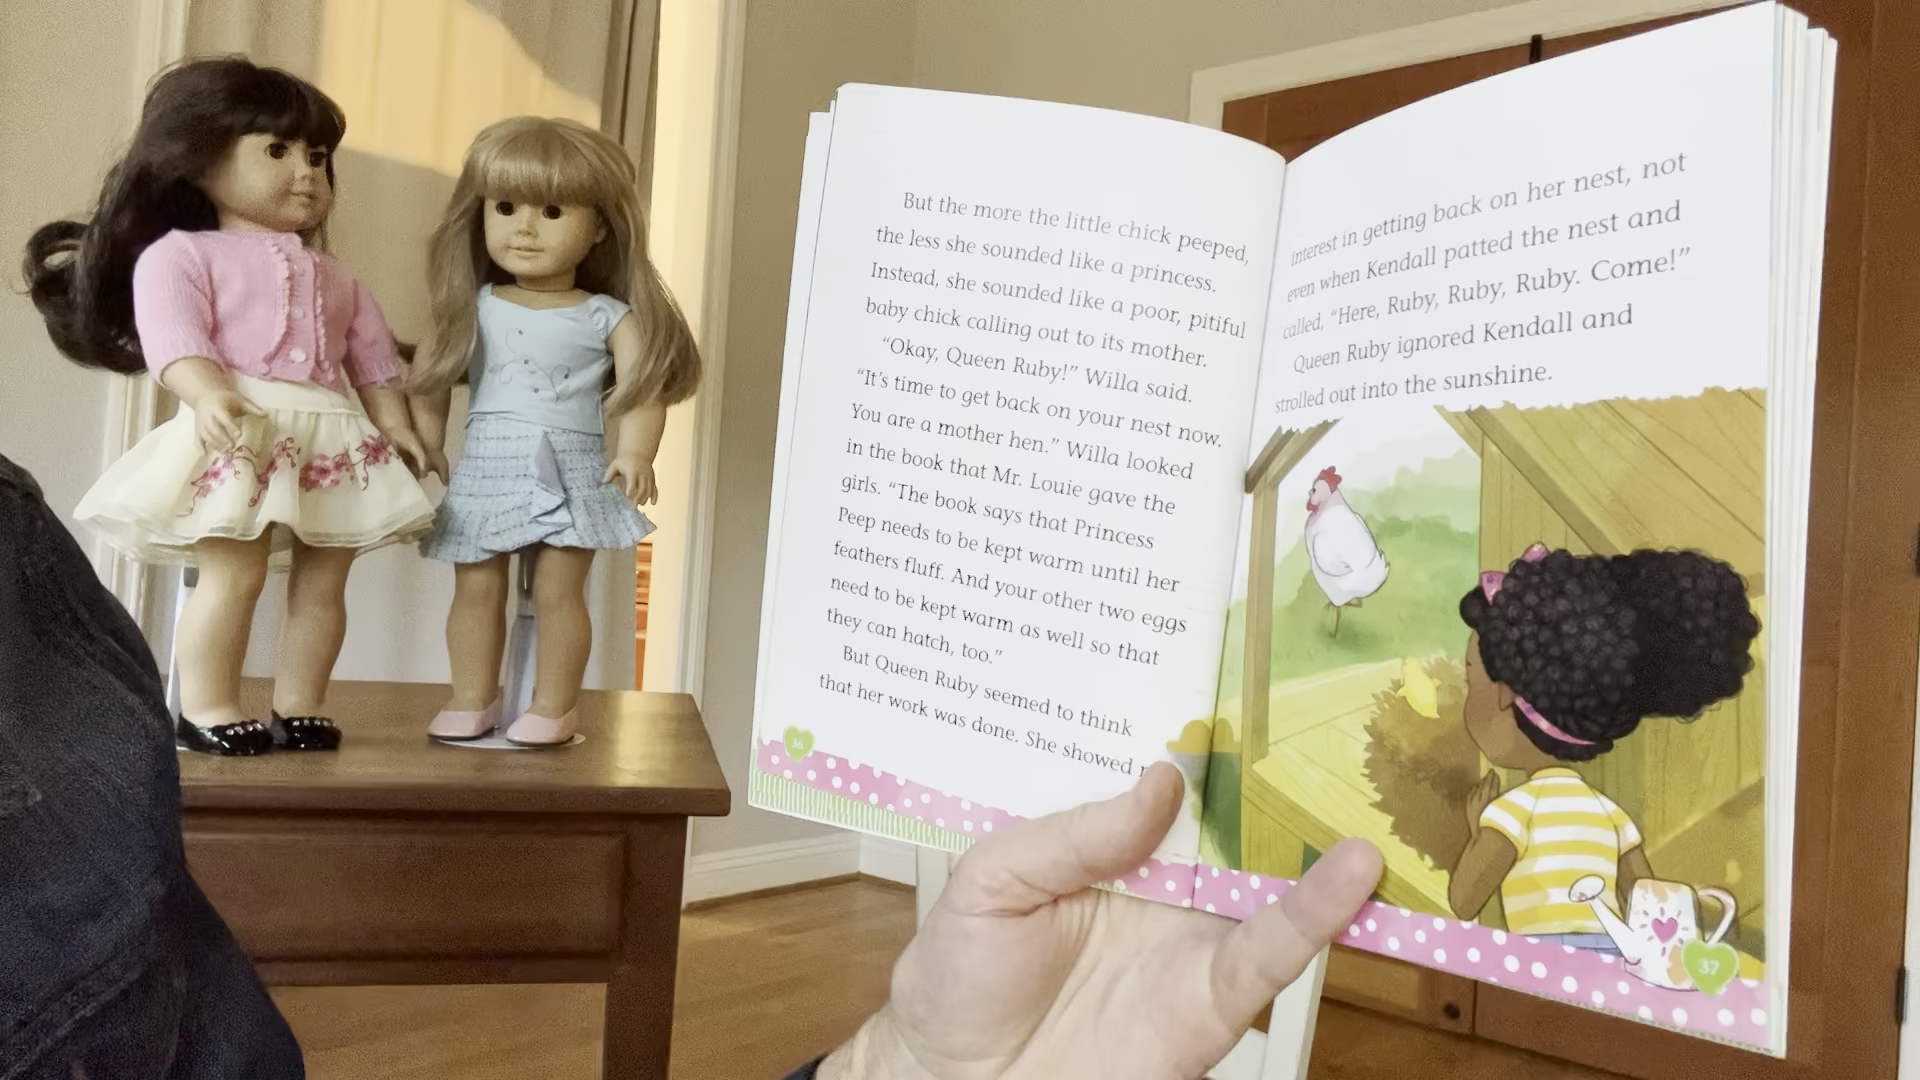 But the more the little chick peeped,
the less she sounded like a princess.
Instead, she sounded like a poor, pitiful
baby chick calling out to its mother.
“Okay, Queen Ruby!” Willa said.
“It’s time to get back on your nest now.
You are a mother hen.” Willa looked
in the book that Mr. Louie gave the
girls. “The book says that Princess
Peep needs to be kept warm until her
feathers fluff. And your other two eggs
need to be kept warm as well so that
they can hatch, too.”
But Queen Ruby seemed to think
that her work was done. She showed
36
interest in getting back on her nest, not
even when Kendall patted the nest and
called, “Here, Ruby, Ruby, Ruby. Come!”
Queen Ruby ignored Kendall and
strolled out into the sunshine.
37